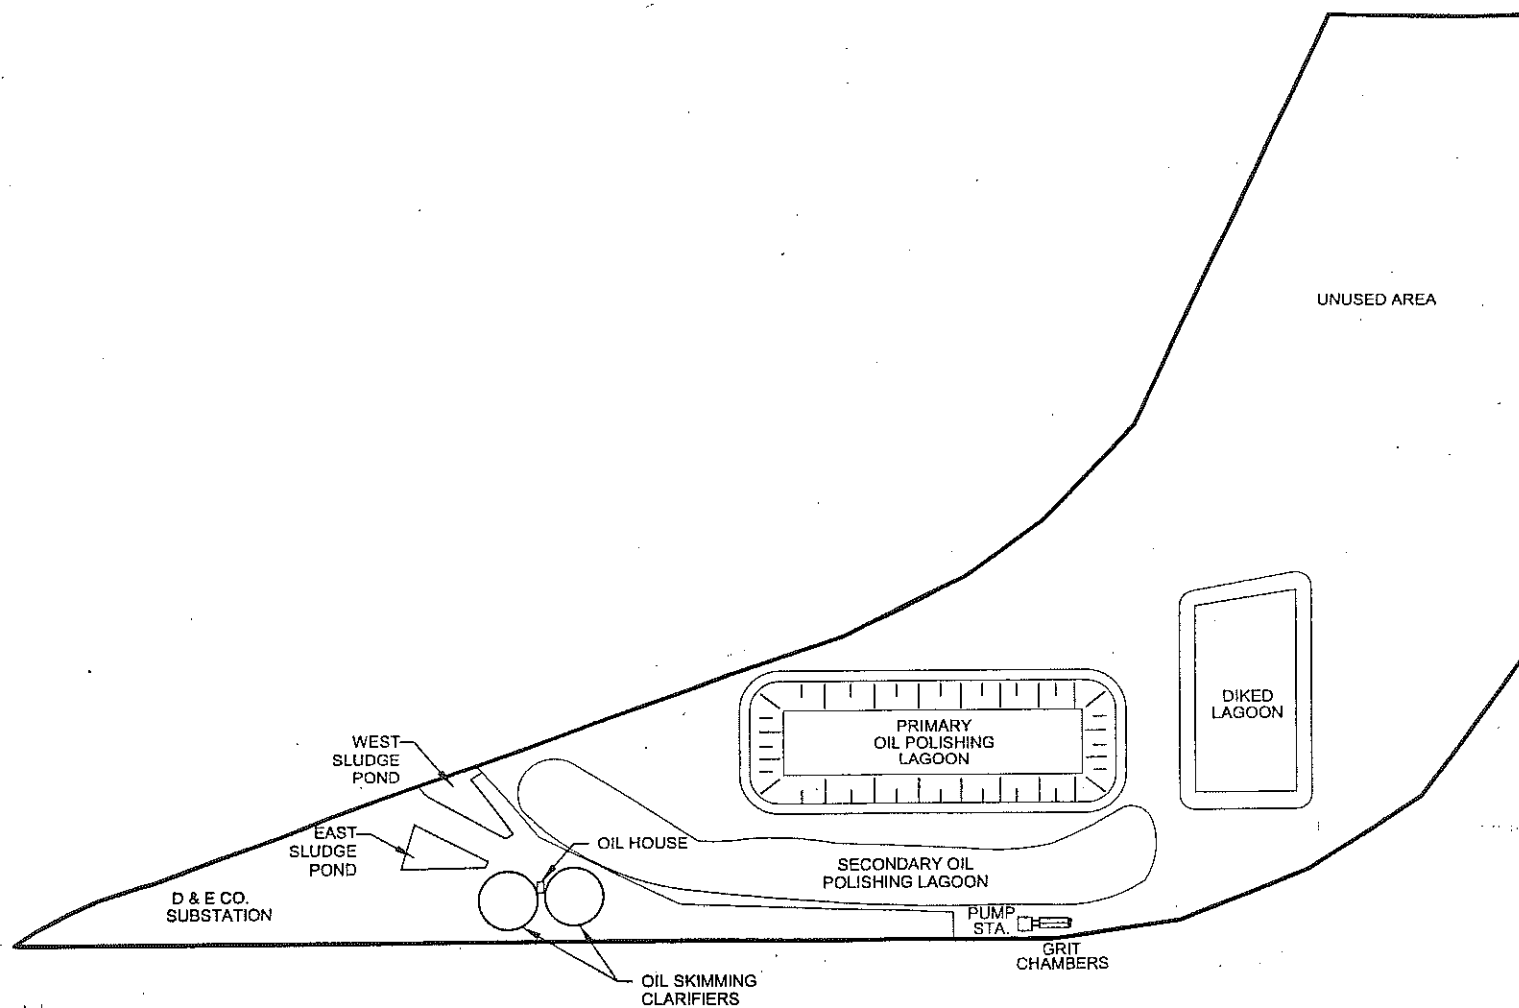 UNUSED AREA
DIKED
LAGOON
PRIMARY
OIL POLISHING
LAGOON
WEST
SLUDGE
POND
EAST
SLUDGE
POND
OIL HOUSE
SECONDARY OIL
POLISHING LAGOON
D & E CO.
SUBSTATION
PUMP
STA.
GRIT
CHAMBERS
OIL SKIMMING
CLARIFIERS